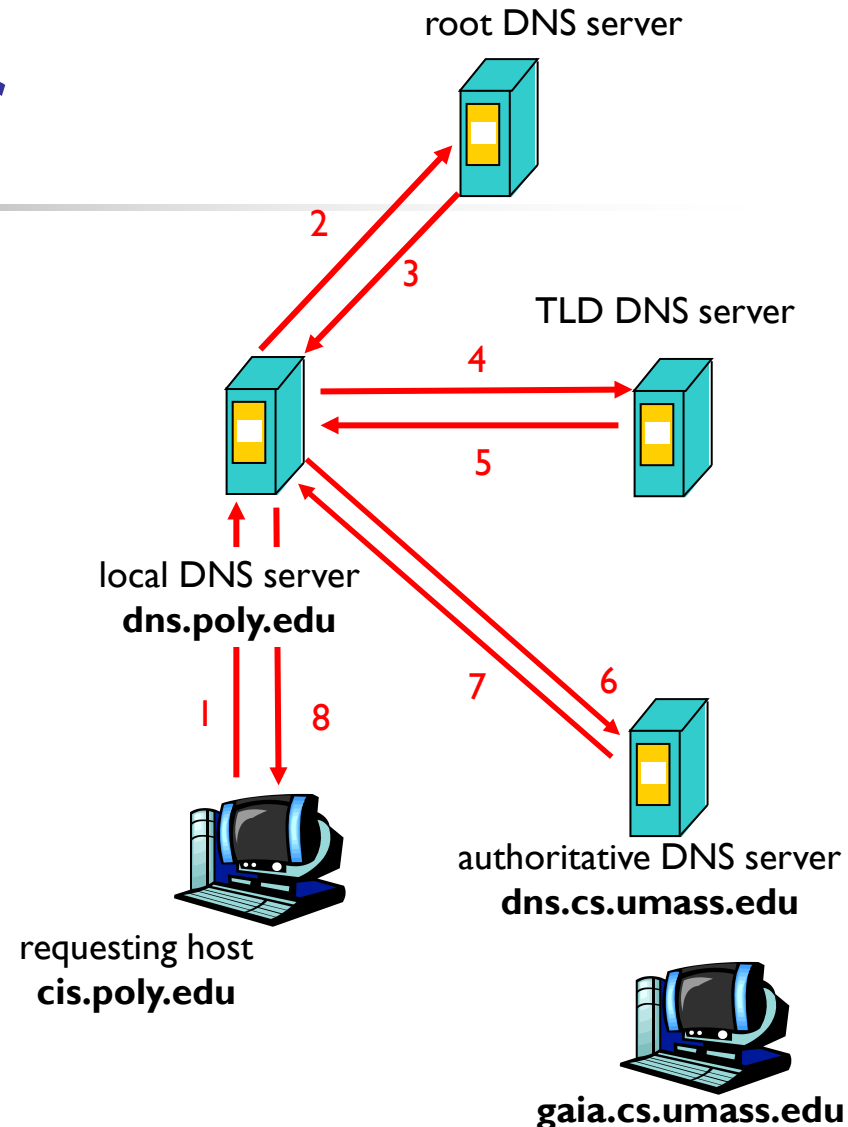 root DNS server
2
3
TLD DNS server
4
5
local DNS server
dns.poly.edu
7
6
1
8
authoritative DNS server
dns.cs.umass.edu
requesting host
cis.poly.edu
gaia.cs.umass.edu